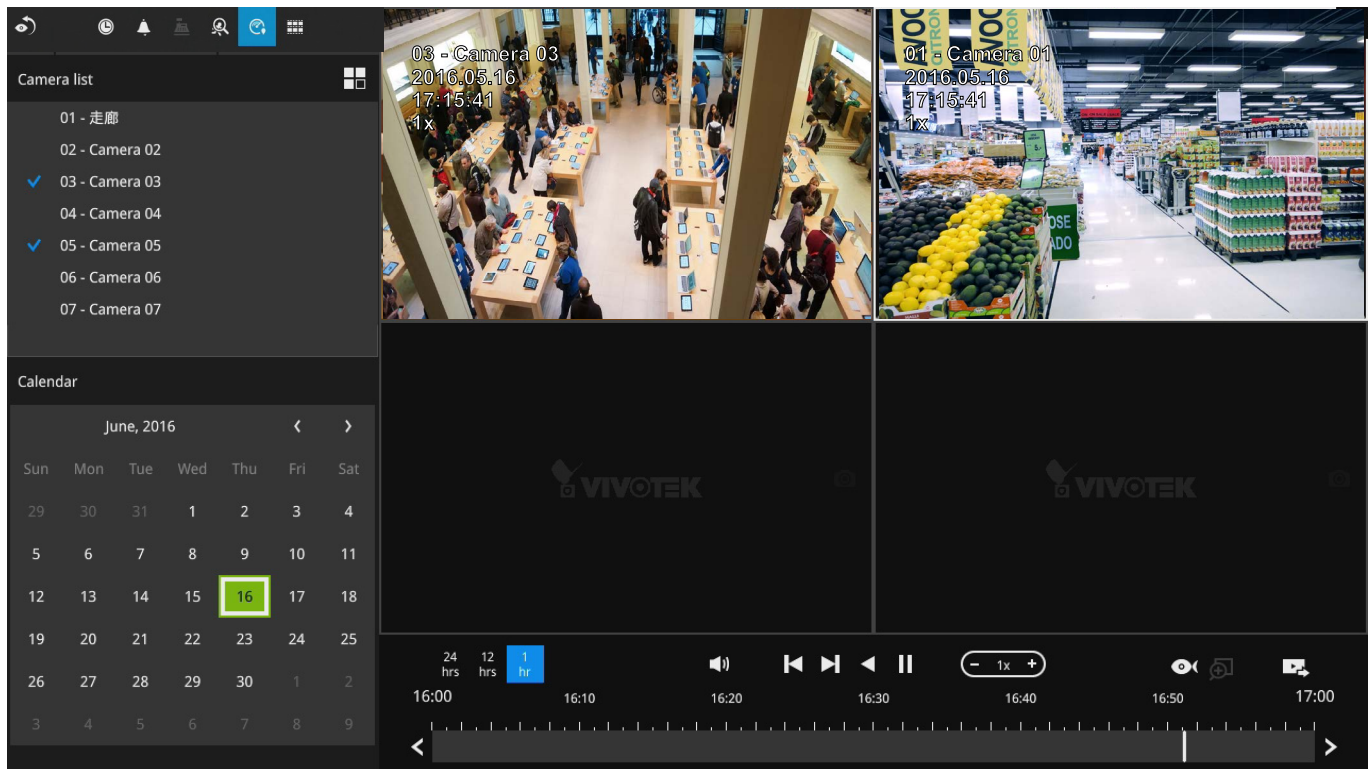 Camera list
01 - 走廊
02 - Camera 02
03 - Camera 03
04 - Camera 04
05 - Camera 05
06 - Camera 06
07 - Camera 07
Calendar
June, 2016
Sun Mon Tue Wed Thu Fri Sat
29 30 31 1 2 3 4
5 6 7 8 9 10 11
12 13 14 15 16 17 18
19 20 21 22 23 24 25
26 27 28 29 30 1 2
3 4 5 6 7 8 9
03 - Camera 03
2016.05.16
17:15:41
1x
01 - Camera 01
2016.05.16
17:15:41
1x
VIVOTEK
VIVOTEK
24 hrs
12 hrs
1 hr
1x
16:00 16:10 16:20 16:30 16:40 16:50 17:00